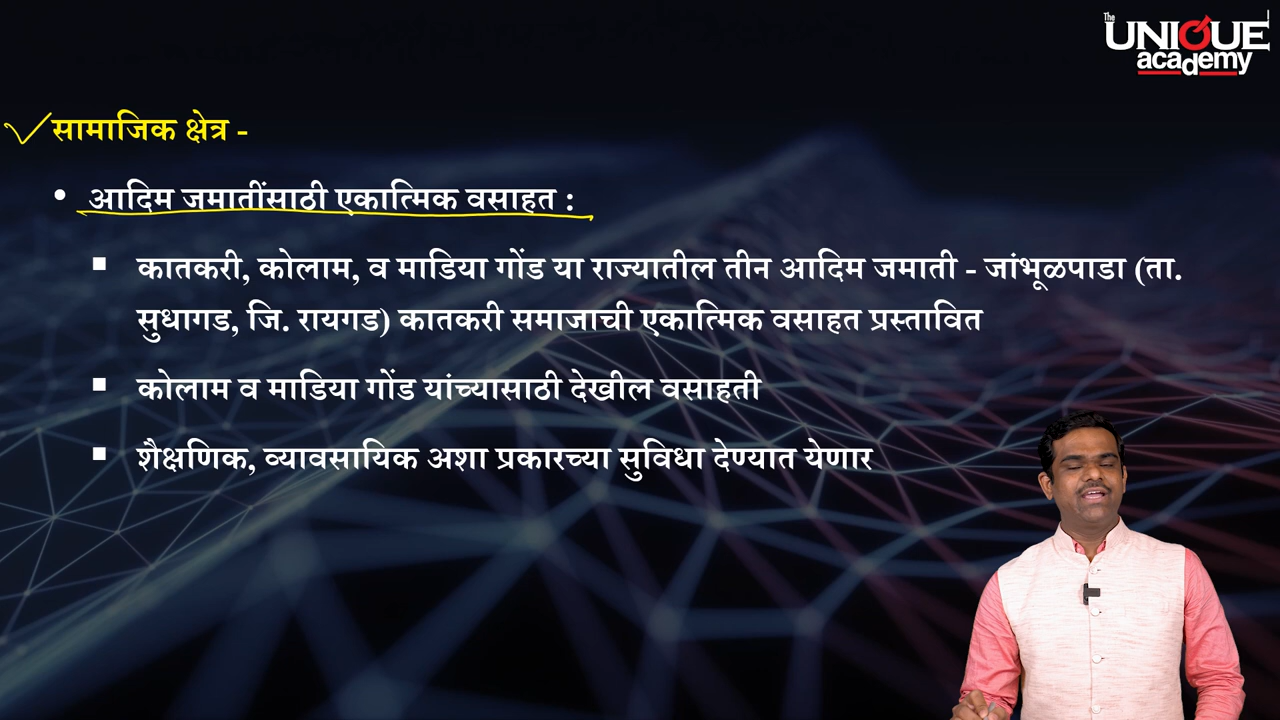 The
UNIQUE
academy
सामाजिक क्षेत्र -
• आदिम जमातींसाठी एकात्मिक वसाहत :
▪ कातकरी, कोलाम, व माडिया गोंड या राज्यातील तीन आदिम जमाती - जांभूळपाडा (ता.
सुधागड, जि. रायगड) कातकरी समाजाची एकात्मिक वसाहत प्रस्तावित
▪ कोलाम व माडिया गोंड यांच्यासाठी देखील वसाहती
▪ शैक्षणिक, व्यावसायिक अशा प्रकारच्या सुविधा देण्यात येणार